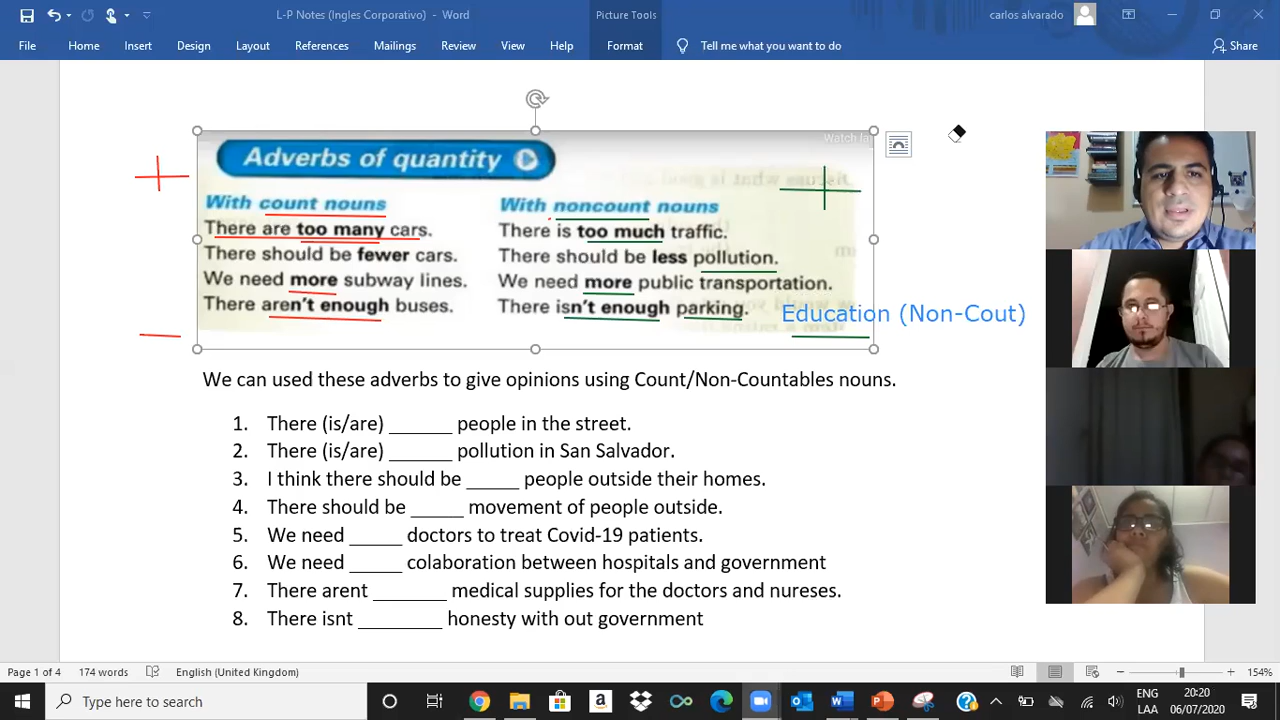 L-P Notes (Ingles Corporativo) - Word
Picture Tools
carlos alvarado
File Home Insert Design Layout References Mailings Review View Help Format Tell me what you want to do Share
Watch la
Adverbs of quantity
With count nouns
There are too many cars.
There should be fewer cars.
We need more subway lines.
There aren't enough buses.
With noncount nouns
There is too much traffic.
There should be less pollution.
We need more public transportation.
There isn't enough parking.
Education (Non-Cout)
We can used these adverbs to give opinions using Count/Non-Countables nouns.
1. There (is/are) ______ people in the street.
2. There (is/are) ______ pollution in San Salvador.
3. I think there should be _____ people outside their homes.
4. There should be _____ movement of people outside.
5. We need _____ doctors to treat Covid-19 patients.
6. We need _____ colaboration between hospitals and government
7. There arent _______ medical supplies for the doctors and nureses.
8. There isnt ________ honesty with out government
Page 1 of 4 174 words English (United Kingdom) 154%
Type here to search
ENG 20:20
LAA 06/07/2020